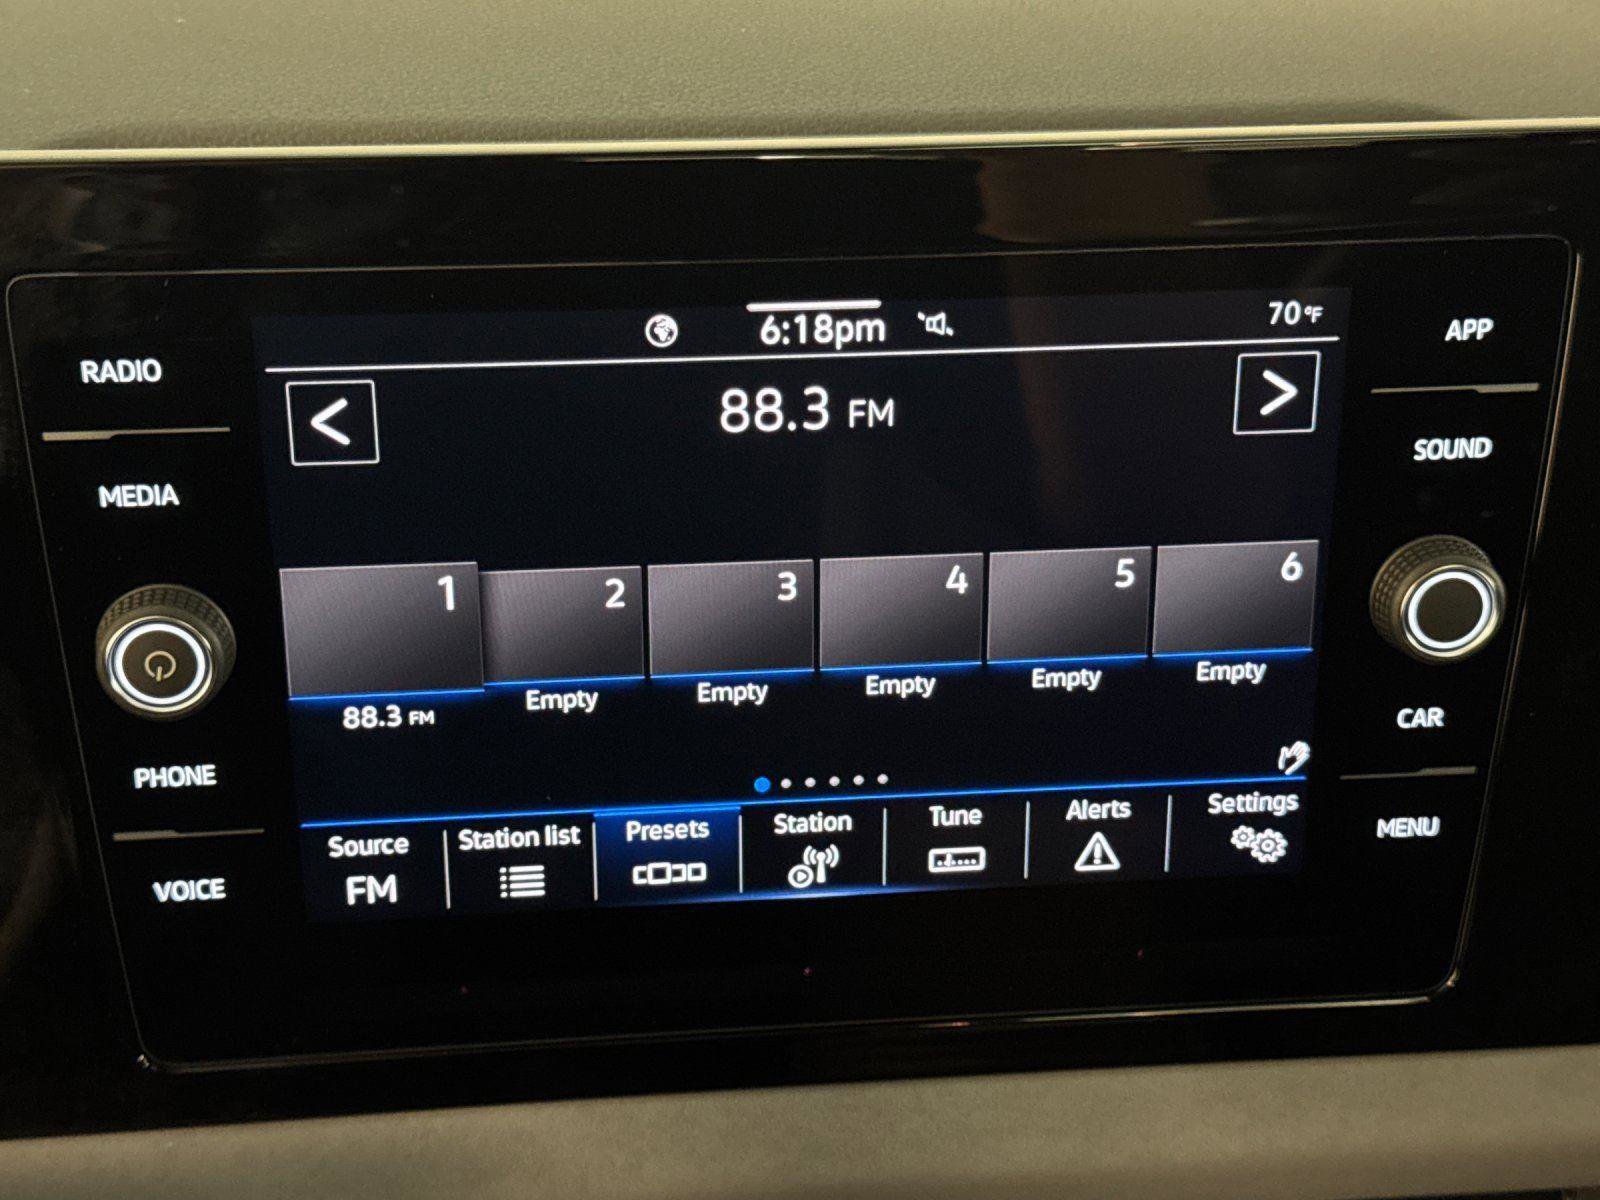 6:18pm
70°F
RADIO
APP
88.3 FM
SOUND
MEDIA
1 2 3 4 5 6
88.3 FM Empty Empty Empty Empty Empty
CAR
PHONE
Source Station list Presets Station Tune Alerts Settings
FM
MENU
VOICE